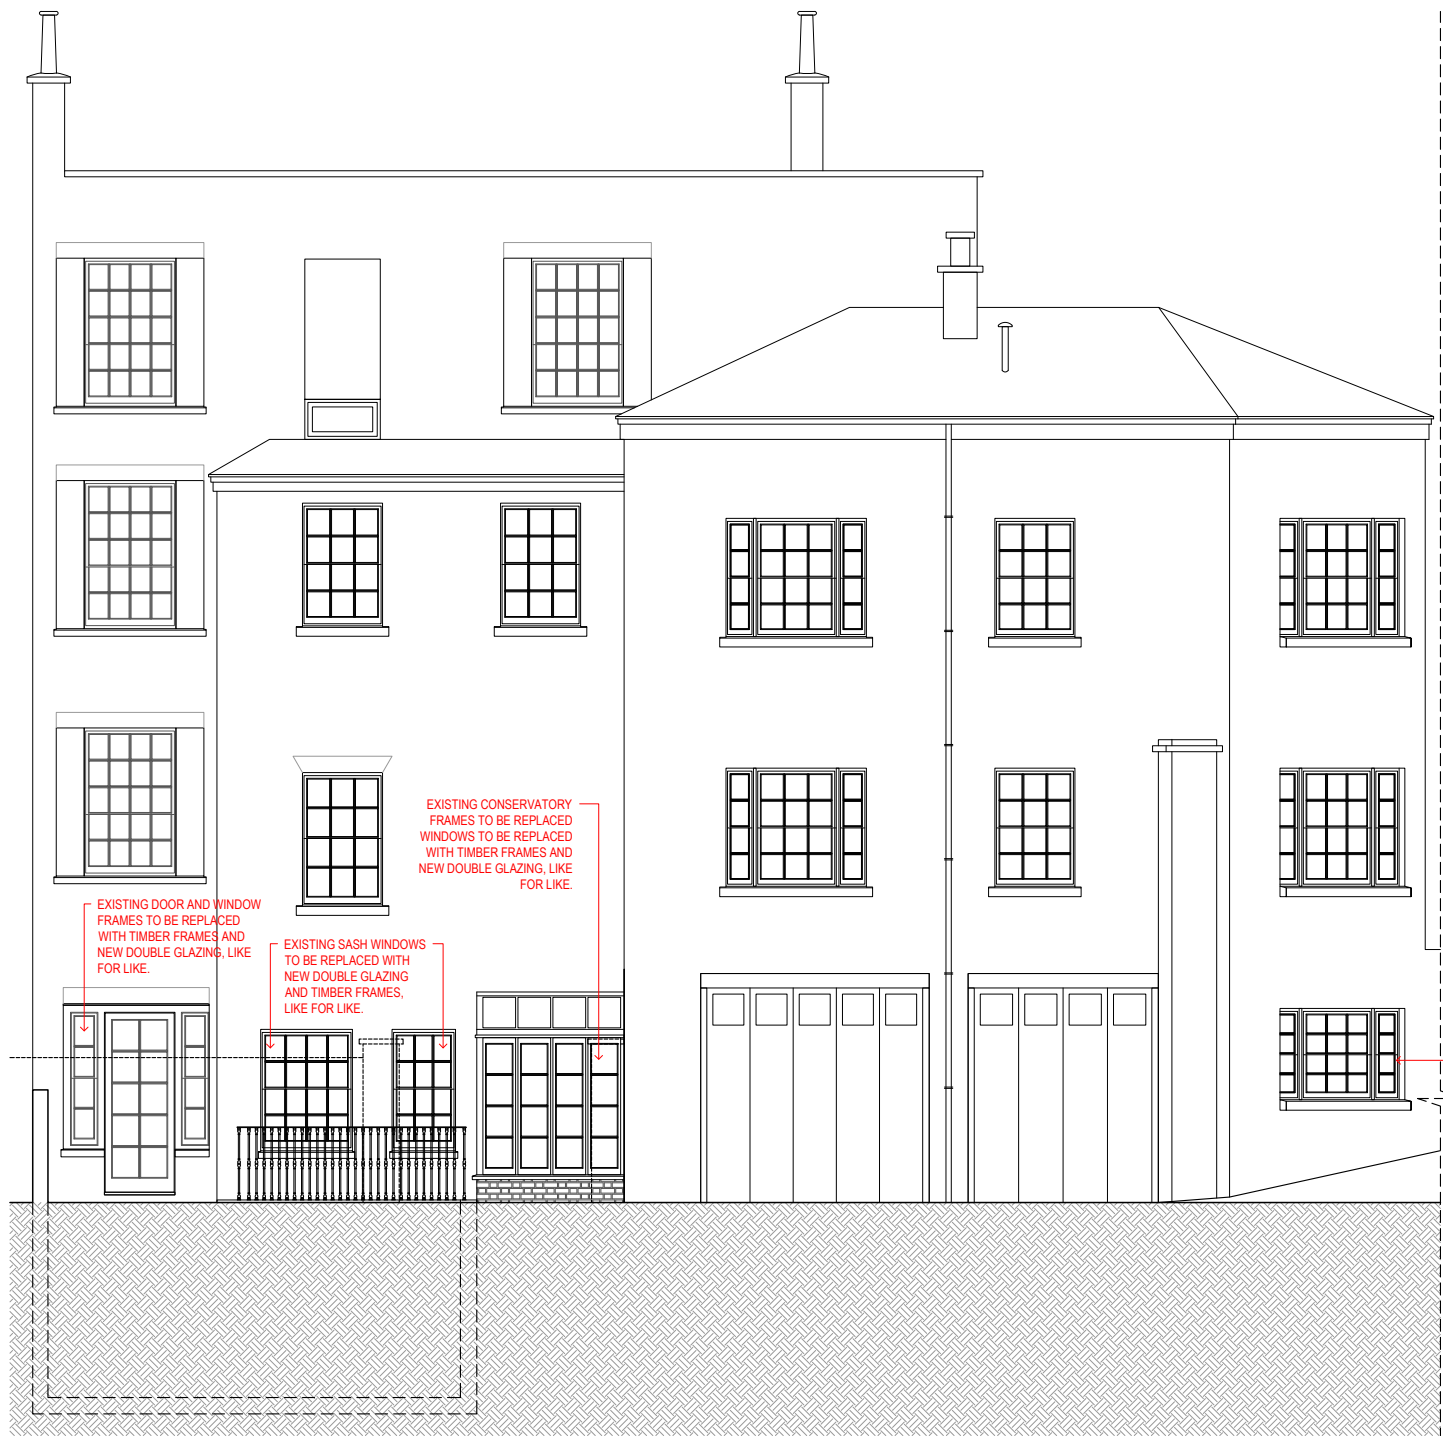 EXISTING CONSERVATORY
FRAMES TO BE REPLACED
WINDOWS TO BE REPLACED
WITH TIMBER FRAMES AND
NEW DOUBLE GLAZING, LIKE
FOR LIKE.
EXISTING DOOR AND WINDOW
FRAMES TO BE REPLACED
WITH TIMBER FRAMES AND
NEW DOUBLE GLAZING, LIKE
FOR LIKE.
EXISTING SASH WINDOWS
TO BE REPLACED WITH
NEW DOUBLE GLAZING
AND TIMBER FRAMES,
LIKE FOR LIKE.